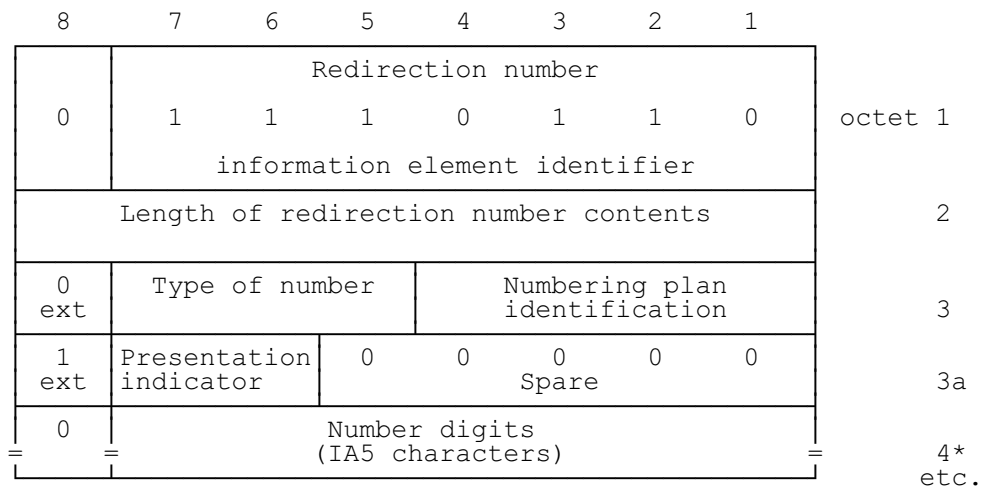 8 7 6 5 4 3 2 1
Redirection number
0 1 1 1 0 1 1 0 octet 1
information element identifier
Length of redirection number contents 2
0 Type of number Numbering plan
ext identification 3
1 Presentation 0 0 0 0 0
ext indicator Spare 3a
0 Number digits
= = (IA5 characters) = 4*
etc.